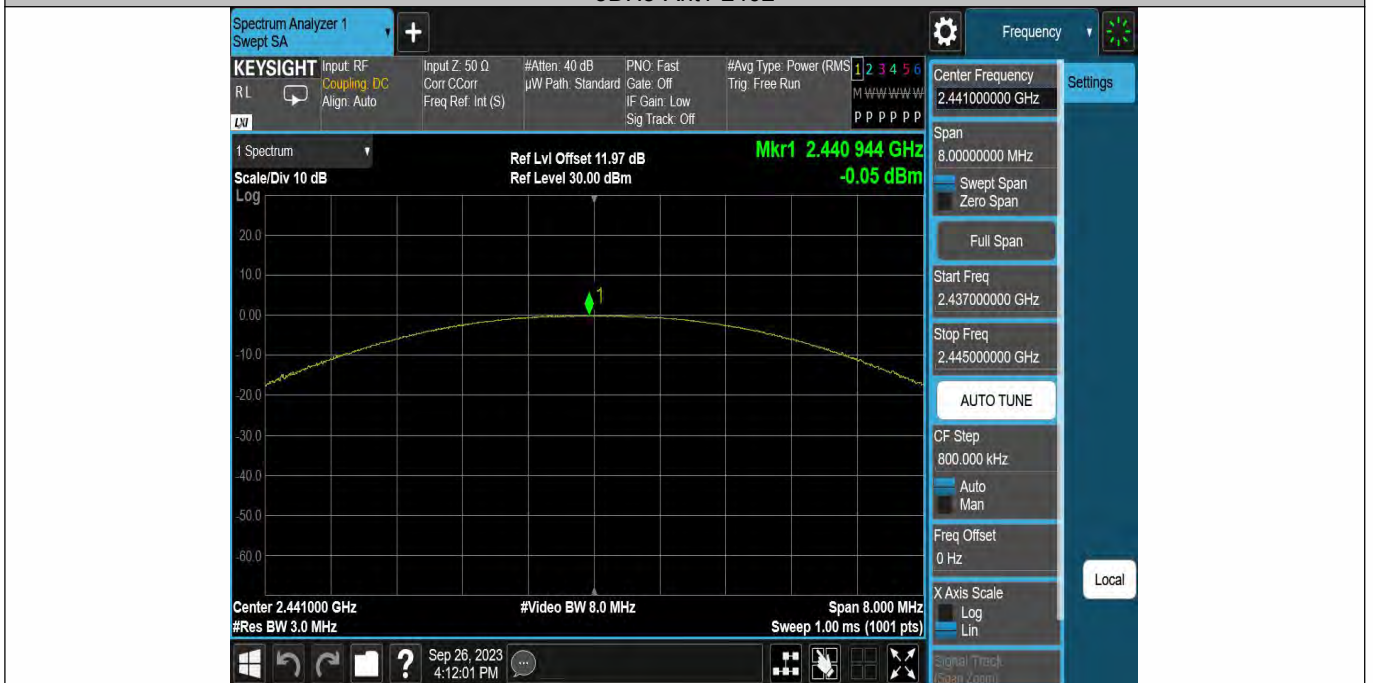 Spectrum Analyzer 1
Swept SA
Frequency
KEYSIGHT
RL
LXI
Input: RF
Coupling: DC
Align: Auto
Input Z: 50 Ω
Corr CCorr
Freq Ref: Int (S)
#Atten: 40 dB
µW Path: Standard
PNO: Fast
Gate: Off
IF Gain: Low
Sig Track: Off
#Avg Type: Power (RMS
Trig: Free Run
1 2 3 4 5 6
M W W W W W
P P P P P P
1 Spectrum
Scale/Div 10 dB
Ref Lvl Offset 11.97 dB
Ref Level 30.00 dBm
Mkr1 2.440 944 GHz
-0.05 dBm
Log
20.0
10.0
1
0.00
-10.0
-20.0
-30.0
-40.0
-50.0
-60.0
Center 2.441000 GHz
#Video BW 8.0 MHz
Span 8.000 MHz
#Res BW 3.0 MHz
Sweep 1.00 ms (1001 pts)
Sep 26, 2023
4:12:01 PM
Center Frequency
2.441000000 GHz
Settings
Span
8.00000000 MHz
Swept Span
Zero Span
Full Span
Start Freq
2.437000000 GHz
Stop Freq
2.445000000 GHz
AUTO TUNE
CF Step
800.000 kHz
Auto
Man
Freq Offset
0 Hz
Local
X Axis Scale
Log
Lin
Signal Track
(Span Zoom)